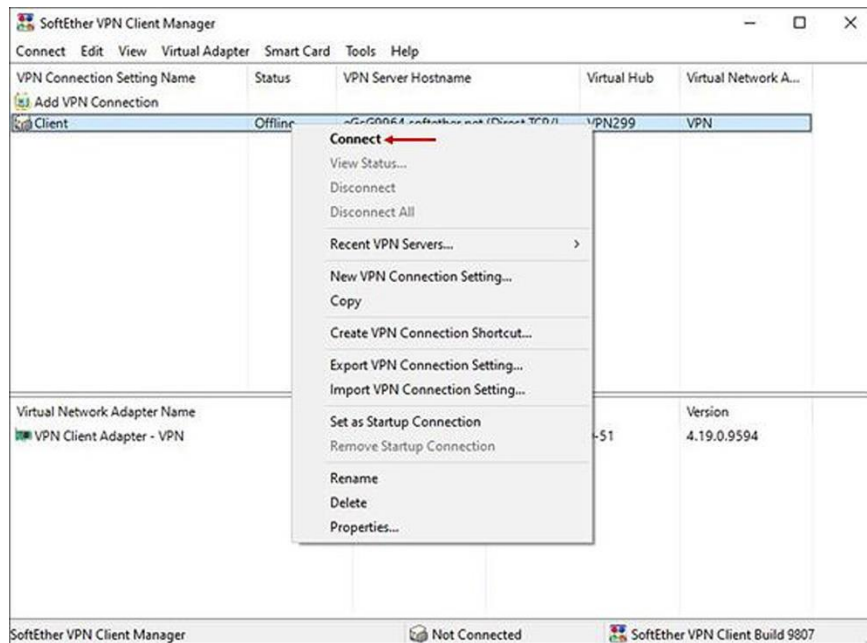 SoftEther VPN Client Manager
Connect Edit View Virtual Adapter Smart Card Tools Help
VPN Connection Setting Name Status VPN Server Hostname Virtual Hub Virtual Network A...
Add VPN Connection
Client Offline (Direct TCP/I VPN299 VPN
Connect
View Status...
Disconnect
Disconnect All
Recent VPN Servers...
New VPN Connection Setting...
Copy
Create VPN Connection Shortcut...
Export VPN Connection Setting...
Import VPN Connection Setting...
Virtual Network Adapter Name Version
Set as Startup Connection
VPN Client Adapter - VPN -51 4.19.0.9594
Remove Startup Connection
Rename
Delete
Properties...
SoftEther VPN Client Manager Not Connected SoftEther VPN Client Build 9807